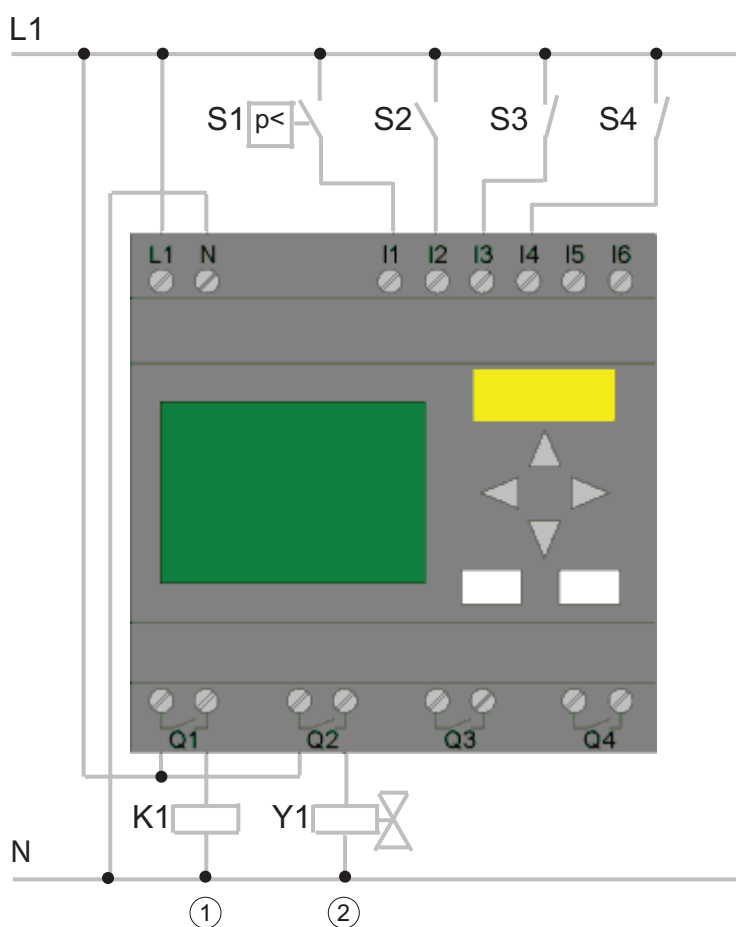 L1
S1 p< S2 S3 S4
L1 N I1 I2 I3 I4 I5 I6
Q1 Q2 Q3 Q4
K1 Y1
N
1 2